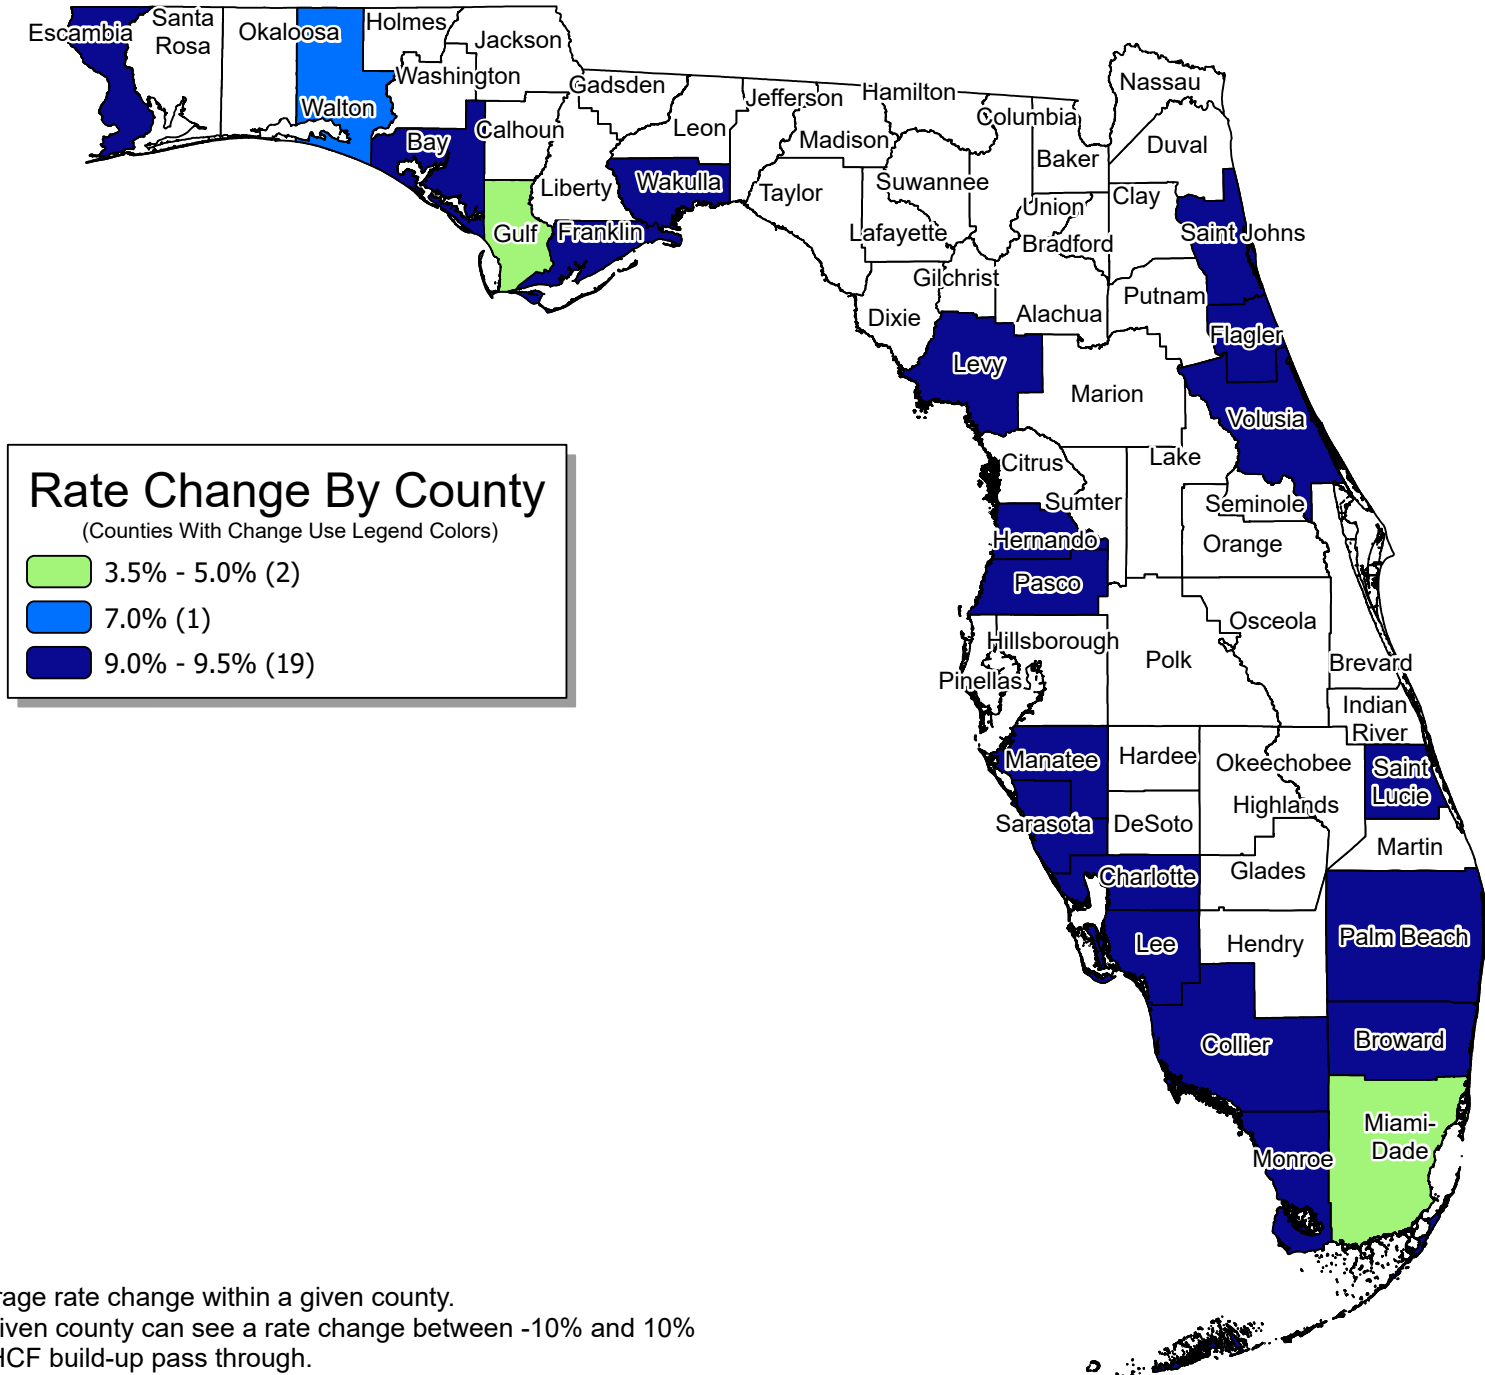 Escambia
Santa
Rosa
Okaloosa
Holmes
Jackson
Washington
Walton
Gadsden
Jefferson
Hamilton
Columbia
Nassau
Bay
Calhoun
Leon
Madison
Baker
Duval
Liberty
Wakulla
Taylor
Suwannee
Union
Clay
Gulf
Franklin
Lafayette
Bradford
Saint Johns
Gilchrist
Putnam
Dixie
Alachua
Flagler
Levy
Marion
Volusia
Citrus
Lake
Sumter
Seminole
Hernando
Orange
Pasco
Osceola
Hillsborough
Polk
Brevard
Pinellas
Indian
River
Manatee
Hardee
Okeechobee
Saint
Lucie
Highlands
Sarasota
DeSoto
Martin
Charlotte
Glades
Lee
Hendry
Palm Beach
Collier
Broward
Miami-
Dade
Monroe
Rate Change By County
(Counties With Change Use Legend Colors)
3.5% - 5.0% (2)
7.0% (1)
9.0% - 9.5% (19)
rage rate change within a given county.
iven county can see a rate change between -10% and 10%
HCF build-up pass through.